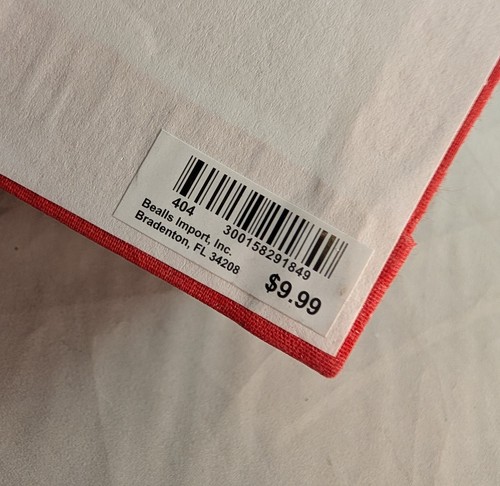 404 300158291849
Bealls Import, Inc.
Bradenton, FL 34208
$9.99